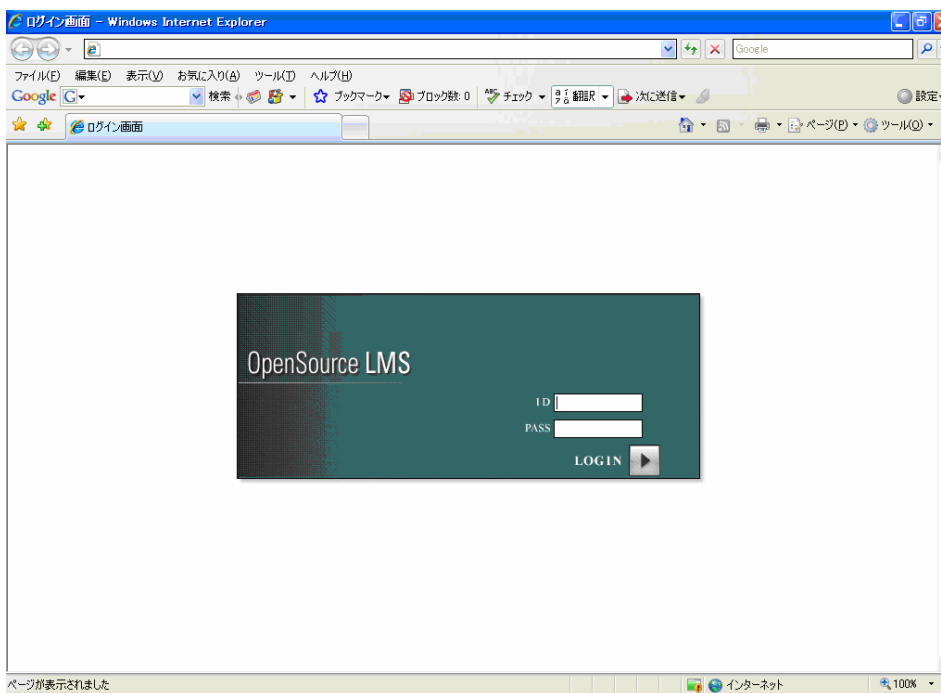 ログイン画面 - Windows Internet Explorer
Google
ファイル(F) 編集(E) 表示(V) お気に入り(A) ツール(T) ヘルプ(H)
Google G 検索 ブックマーク ブロック数: 0 ABC チェック 翻訳 次に送信 設定
ログイン画面 ページ(P) ツール(O)
OpenSource LMS
ID
PASS
LOGIN
ページが表示されました インターネット 100%